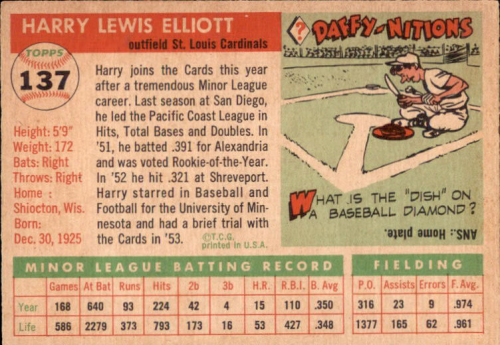 HARRY LEWIS ELLIOTT
outfield St. Louis Cardinals
TOPPS
137
Height: 5'9"
Weight: 172
Bats: Right
Throws: Right
Home :
Shiocton, Wis.
Born:
Dec. 30, 1925
Harry joins the Cards this year
after a tremendous Minor League
career. Last season at San Diego,
he led the Pacific Coast League in
Hits, Total Bases and Doubles. In
'51, he batted .391 for Alexandria
and was voted Rookie-of-the-Year.
In '52 he hit .321 at Shreveport.
Harry starred in Baseball and
Football for the University of Min-
nesota and had a brief trial with
the Cards in '53.
©T.C.G.
printed in U.S.A.
? DAFFY-NITIONS
WHAT IS THE "DISH" ON
A BASEBALL DIAMOND?
ANS.: Home plate.
MINOR LEAGUE BATTING RECORD
Games At Bat Runs Hits 2b 3b H.R. R.B.I. B. Avg
Year 168 640 93 224 42 4 15 110 .350
Life 586 2279 373 793 173 16 53 427 .348
FIELDING
P.O. Assists Errors F. Avg
316 23 9 .974
1377 165 62 .961